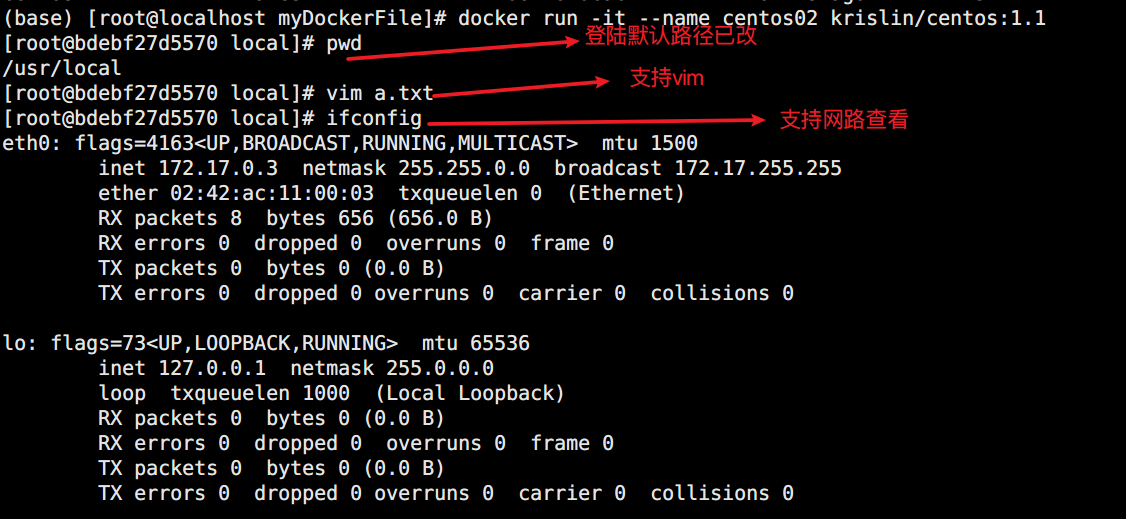 (base) [root@localhost myDockerFile]# docker run -it --name centos02 krislin/centos:1.1
[root@bdebf27d5570 local]# pwd
登陆默认路径已改
/usr/local
支持vim
[root@bdebf27d5570 local]# vim a.txt
[root@bdebf27d5570 local]# ifconfig
支持网路查看
eth0: flags=4163<UP,BROADCAST,RUNNING,MULTICAST>  mtu 1500
        inet 172.17.0.3  netmask 255.255.0.0  broadcast 172.17.255.255
        ether 02:42:ac:11:00:03  txqueuelen 0  (Ethernet)
        RX packets 8  bytes 656 (656.0 B)
        RX errors 0  dropped 0  overruns 0  frame 0
        TX packets 0  bytes 0 (0.0 B)
        TX errors 0  dropped 0 overruns 0  carrier 0  collisions 0

lo: flags=73<UP,LOOPBACK,RUNNING>  mtu 65536
        inet 127.0.0.1  netmask 255.0.0.0
        loop  txqueuelen 1000  (Local Loopback)
        RX packets 0  bytes 0 (0.0 B)
        RX errors 0  dropped 0  overruns 0  frame 0
        TX packets 0  bytes 0 (0.0 B)
        TX errors 0  dropped 0 overruns 0  carrier 0  collisions 0